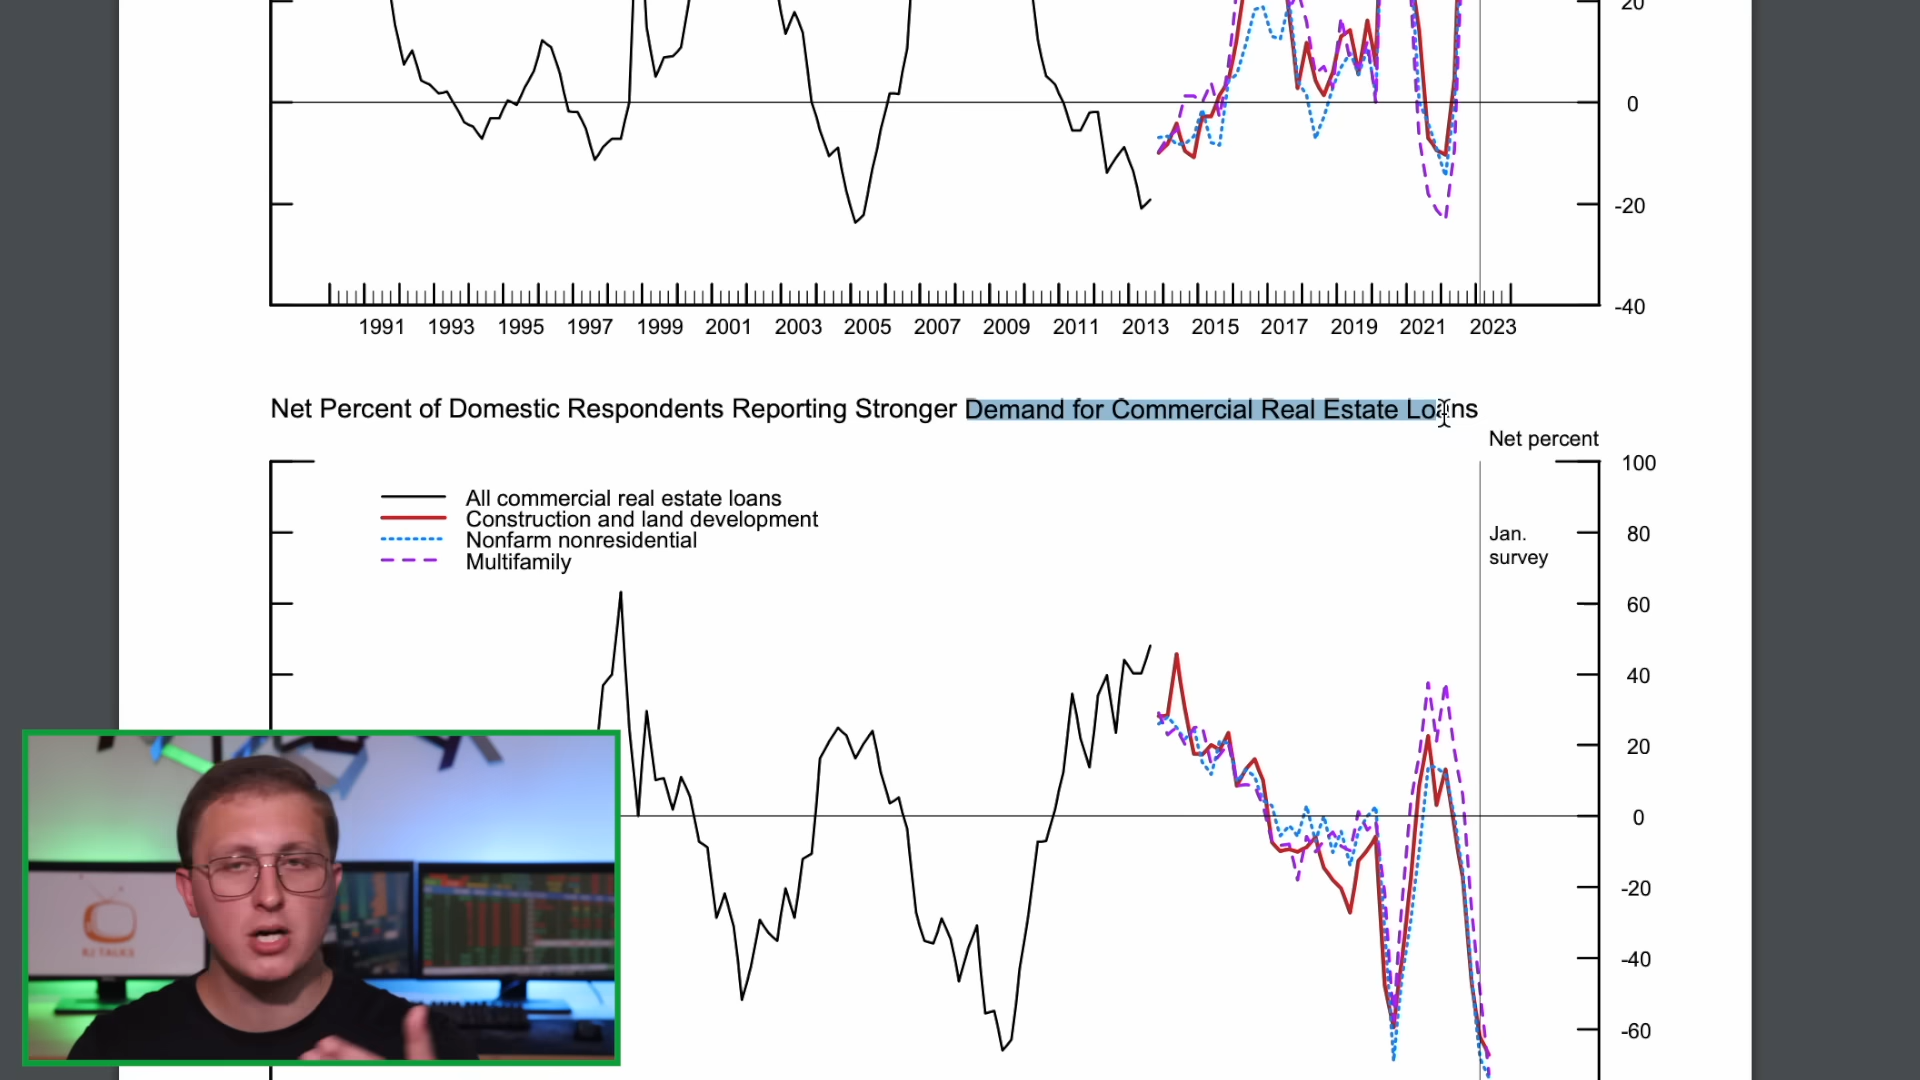 20
0
-20
-40
1991 1993 1995 1997 1999 2001 2003 2005 2007 2009 2011 2013 2015 2017 2019 2021 2023
Net Percent of Domestic Respondents Reporting Stronger Demand for Commercial Real Estate Loans
Net percent
100
All commercial real estate loans
Construction and land development
80
Jan.
survey
Nonfarm nonresidential
Multifamily
60
40
20
0
-20
-40
-60